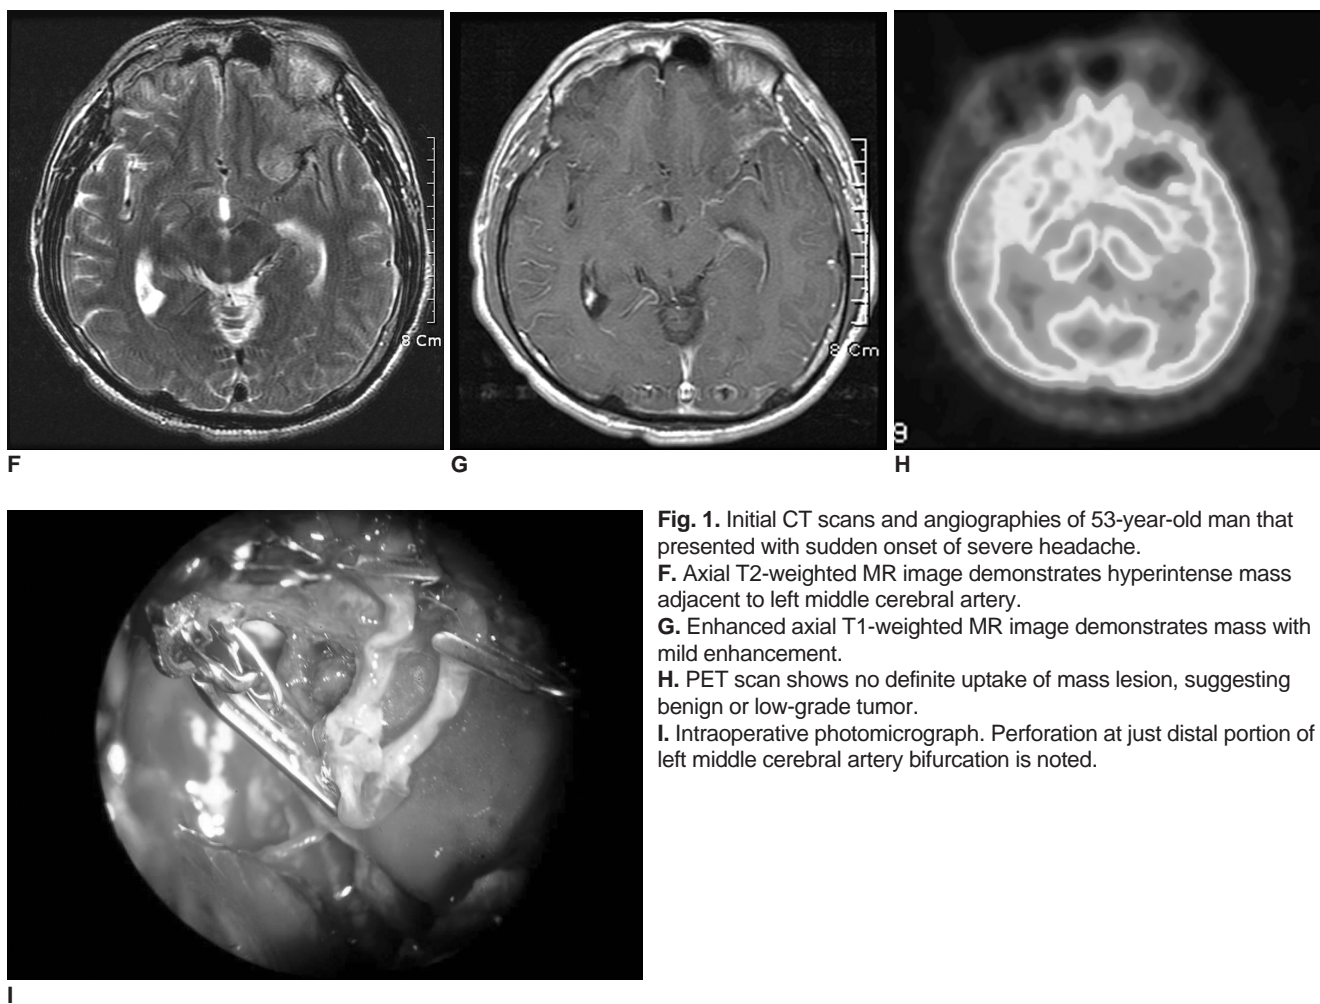 8 Cm
8 Cm
9
F
G
H
Fig. 1. Initial CT scans and angiographies of 53-year-old man that
presented with sudden onset of severe headache.
F. Axial T2-weighted MR image demonstrates hyperintense mass
adjacent to left middle cerebral artery.
G. Enhanced axial T1-weighted MR image demonstrates mass with
mild enhancement.
H. PET scan shows no definite uptake of mass lesion, suggesting
benign or low-grade tumor.
I. Intraoperative photomicrograph. Perforation at just distal portion of
left middle cerebral artery bifurcation is noted.
I